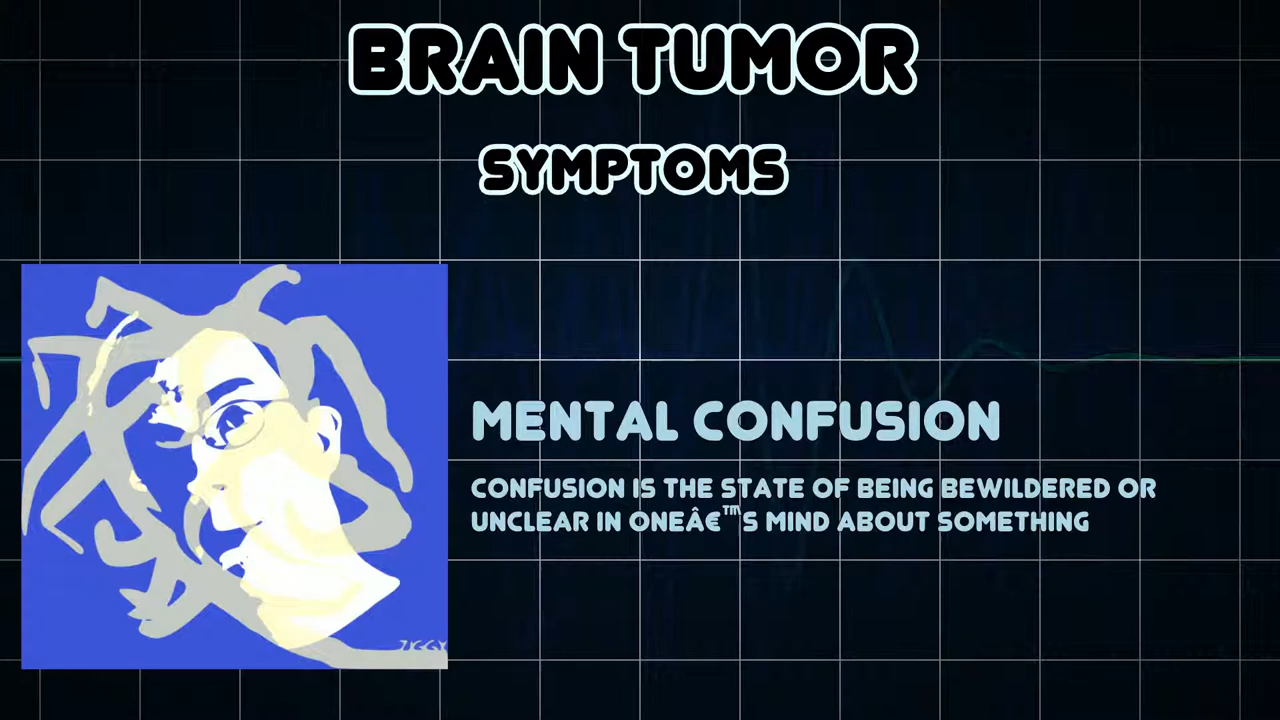 BRAIN TUMOR
SYMPTOMS
MENTAL CONFUSION
CONFUSION IS THE STATE OF BEING BEWILDERED OR
UNCLEAR IN ONEÂ€™S MIND ABOUT SOMETHING
ZIGGY